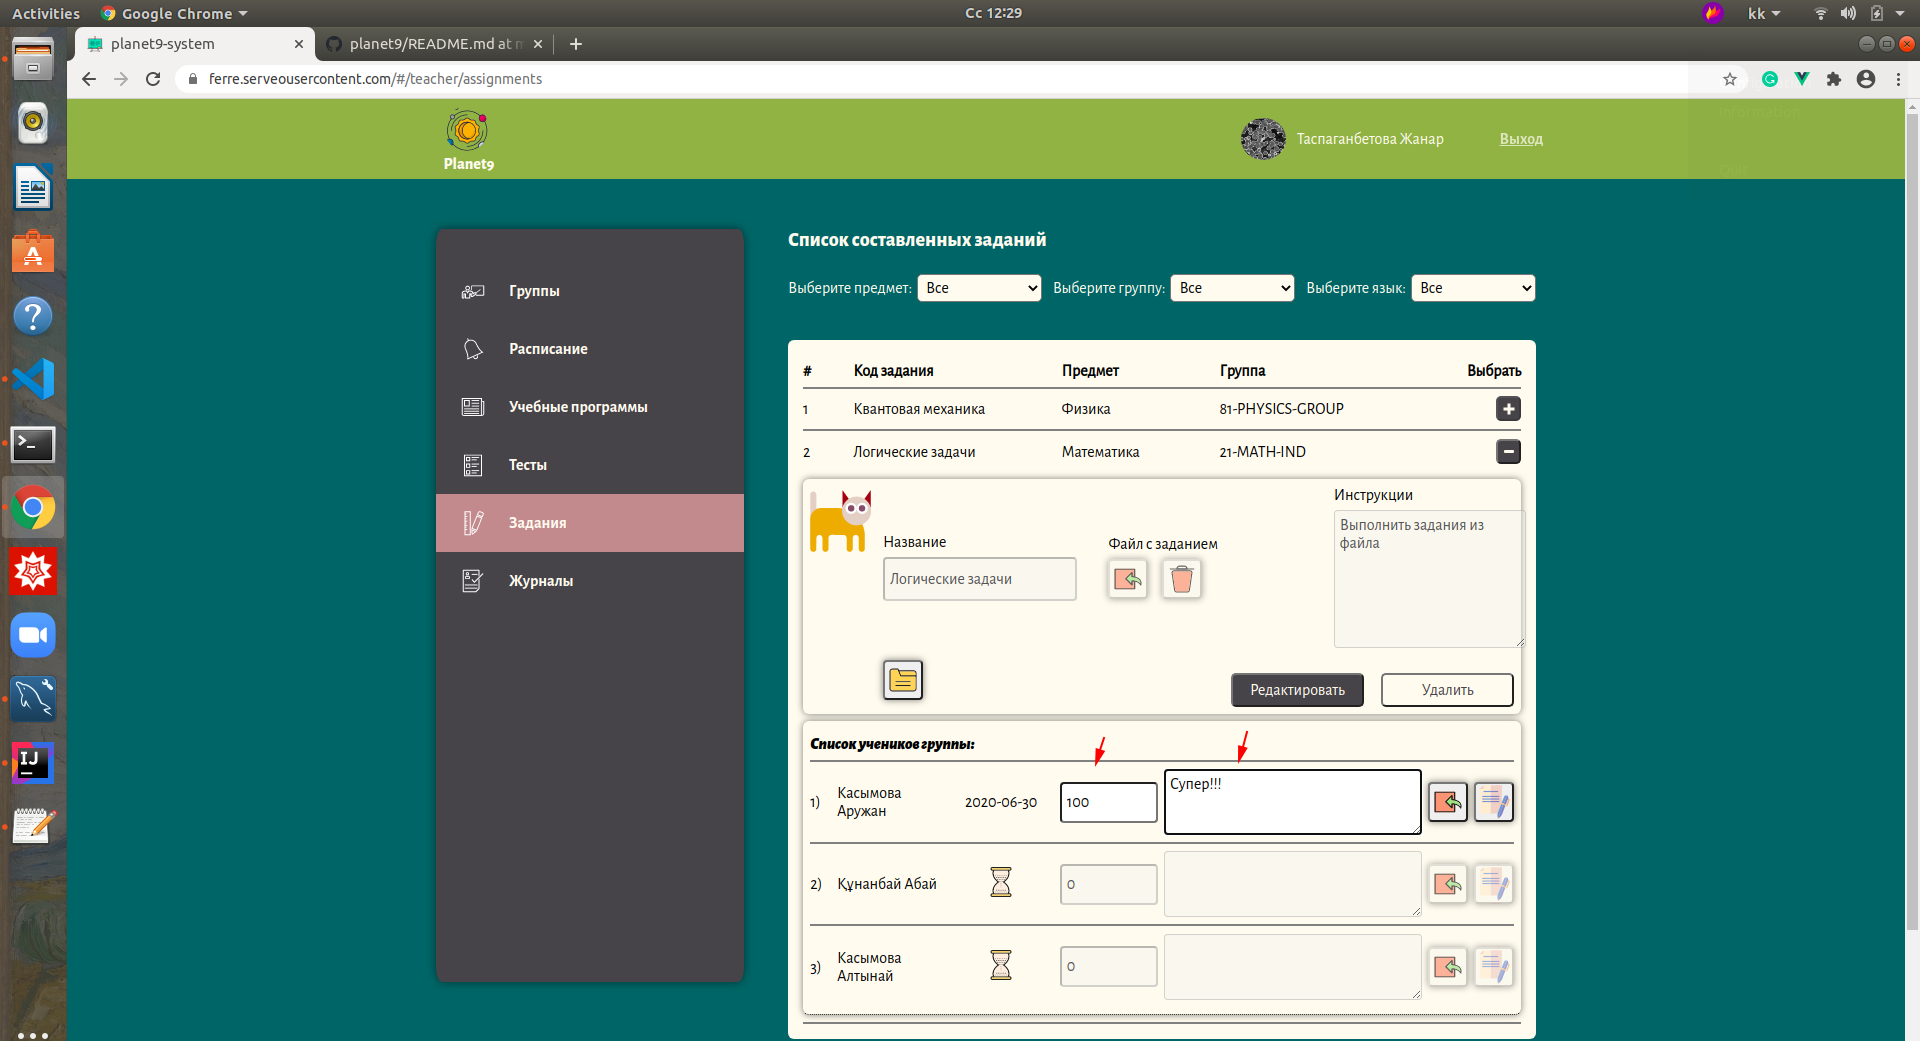 Activities
Google Chrome
Сс 12:29
kk
planet9-system
planet9/README.md at m
ferre.serveousercontent.com/#/teacher/assignments
Planet9
Таспаганбетова Жанар
Выход
Группы
Расписание
Учебные программы
Тесты
Задания
Журналы
Список составленных заданий
Выберите предмет: Все Выберите группу: Все Выберите язык: Все
# Код задания Предмет Группа Выбрать
1 Квантовая механика Физика 81-PHYSICS-GROUP
2 Логические задачи Математика 21-MATH-IND
Инструкции
Выполнить задания из
файла
Название
Файл с заданием
Логические задачи
Редактировать
Удалить
Список учеников группы:
1) Касымова
Аружан
2020-06-30
100
Супер!!!
2) Құнанбай Абай
0
3) Касымова
Алтынай
0